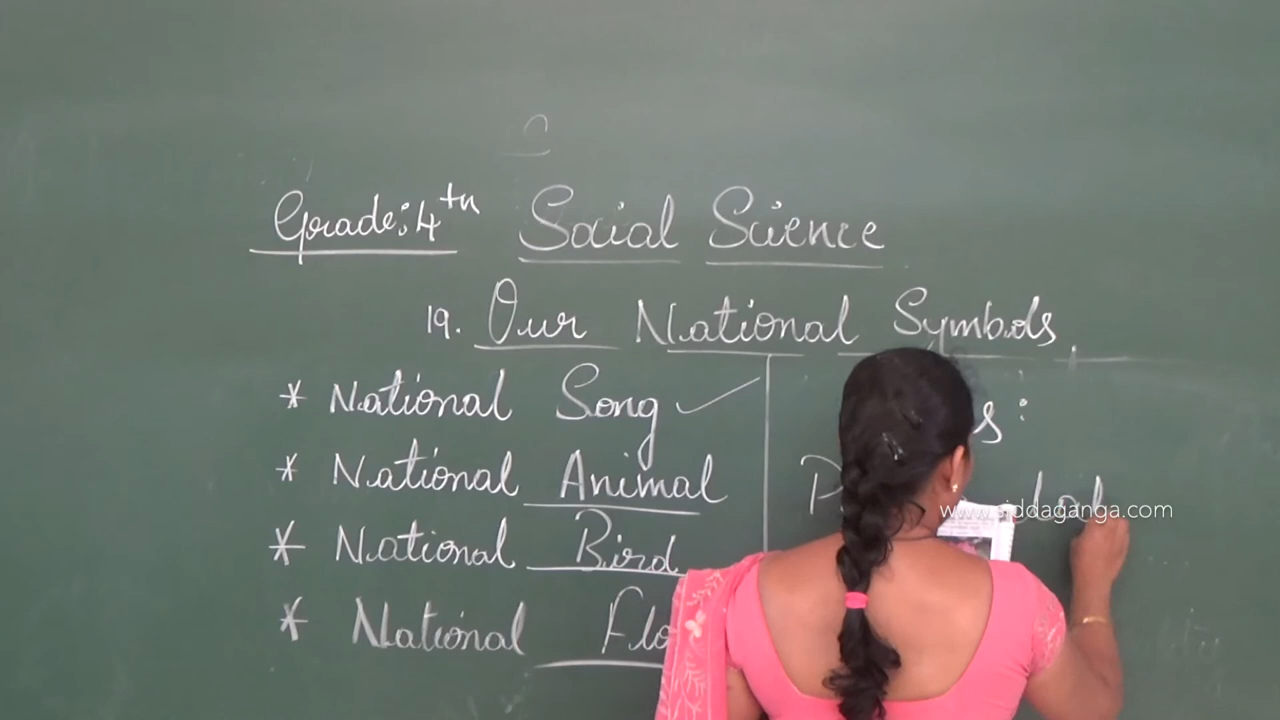 Grade: 4th Social Science
19. Our National Symbols
* National Song ✓
* National Animal
* National Bird
* National
www.siddaganga.com